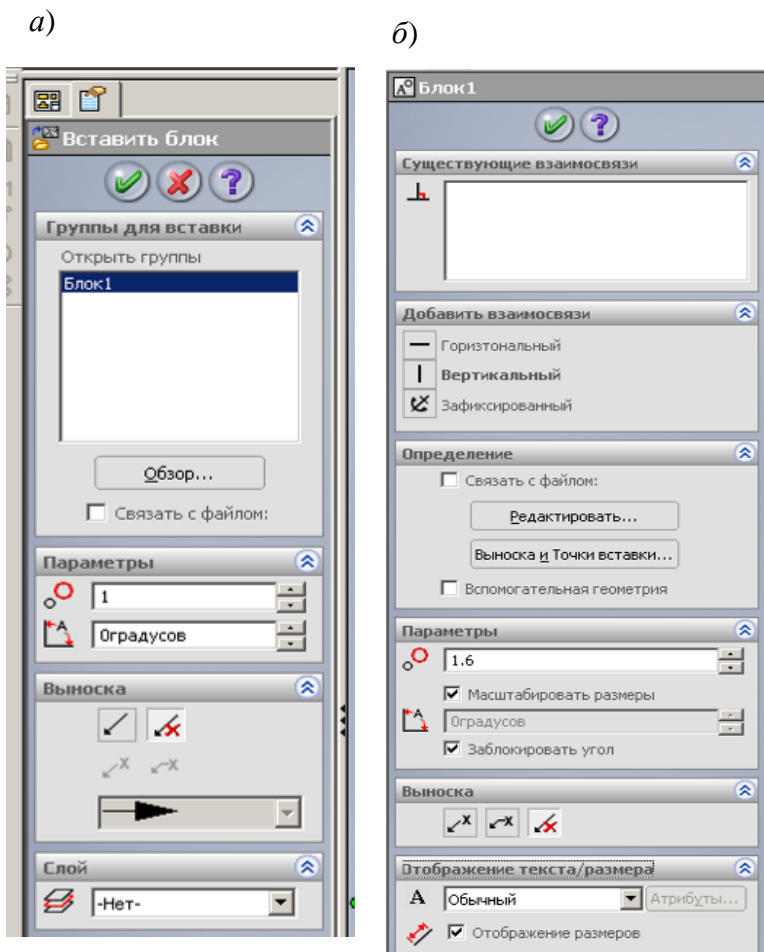 а)
Вставить блок
Группы для вставки
Открыть группы
Блок1
Обзор...
Связать с файлом:
Параметры
1
0градусов
Выноска
Слой
-Нет-
б)
Блок1
Существующие взаимосвязи
Добавить взаимосвязи
Горизтональный
Вертикальный
Зафиксированный
Определение
Связать с файлом:
Редактировать...
Выноска и Точки вставки...
Вспомогательная геометрия
Параметры
1.6
Масштабировать размеры
0градусов
Заблокировать угол
Выноска
Отображение текста/размера
Обычный Атрибуты...
Отображение размеров